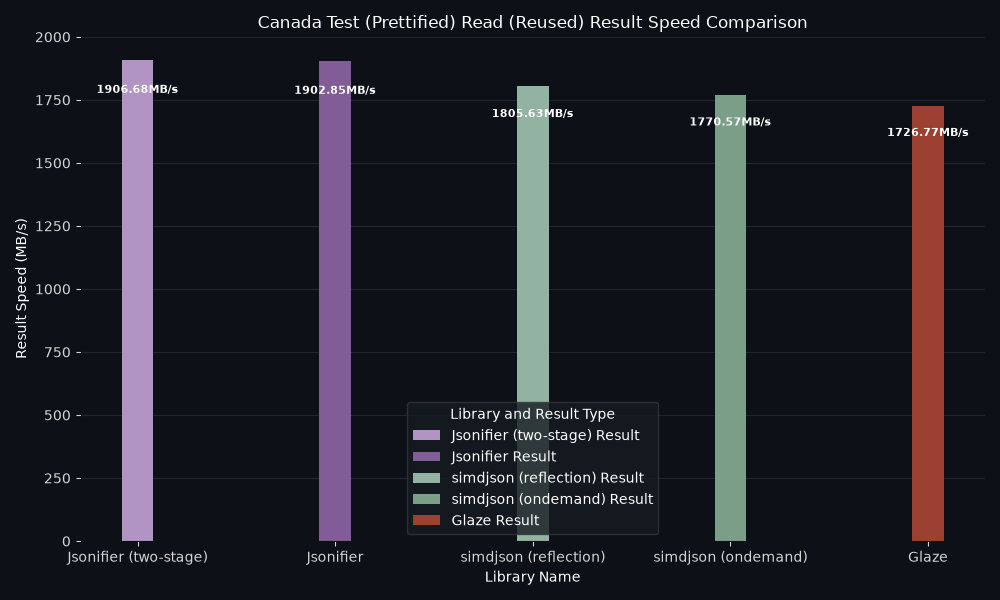 Canada Test (Prettified) Read (Reused) Result Speed Comparison
2000
1750
1500
1250
1000
750
500
250
0
Result Speed (MB/s)
1906.68MB/s
1902.85MB/s
1805.63MB/s
1770.57MB/s
1726.77MB/s
Library and Result Type
Jsonifier (two-stage) Result
Jsonifier Result
simdjson (reflection) Result
simdjson (ondemand) Result
Glaze Result
Jsonifier (two-stage)
Jsonifier
simdjson (reflection)
simdjson (ondemand)
Glaze
Library Name